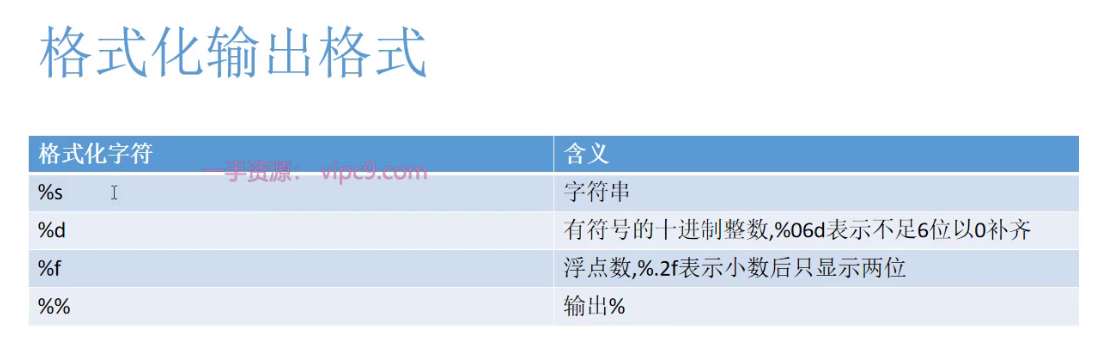 格式化输出格式
格式化字符 含义
一手资源： vipc9.com
%s 字符串
%d 有符号的十进制整数,%06d表示不足6位以0补齐
%f 浮点数,%.2f表示小数后只显示两位
%% 输出%